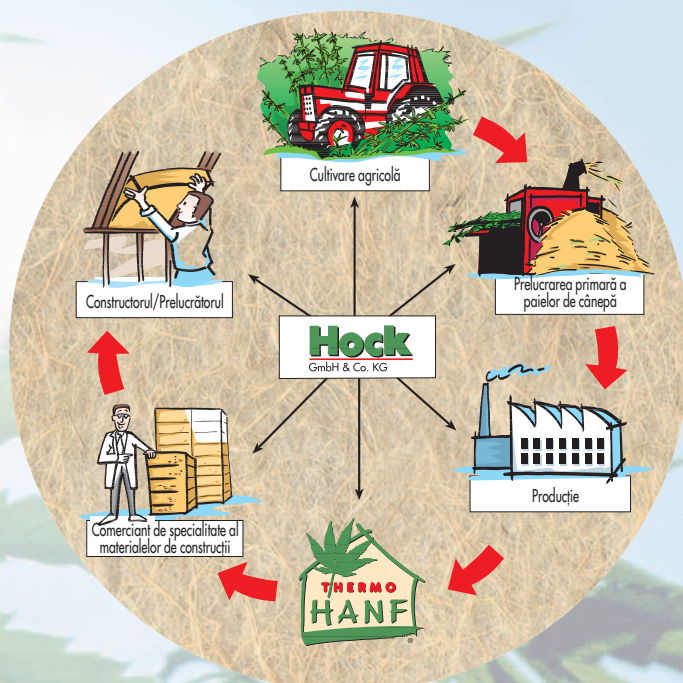 Cultivare agricolă
Prelucrarea primară a
paielor de cânepă
Constructorul/Prelucrătorul
Hock
GmbH & Co. KG
Producție
Comerciant de specialitate al
materialelor de construcții
THERMO
HANF
®